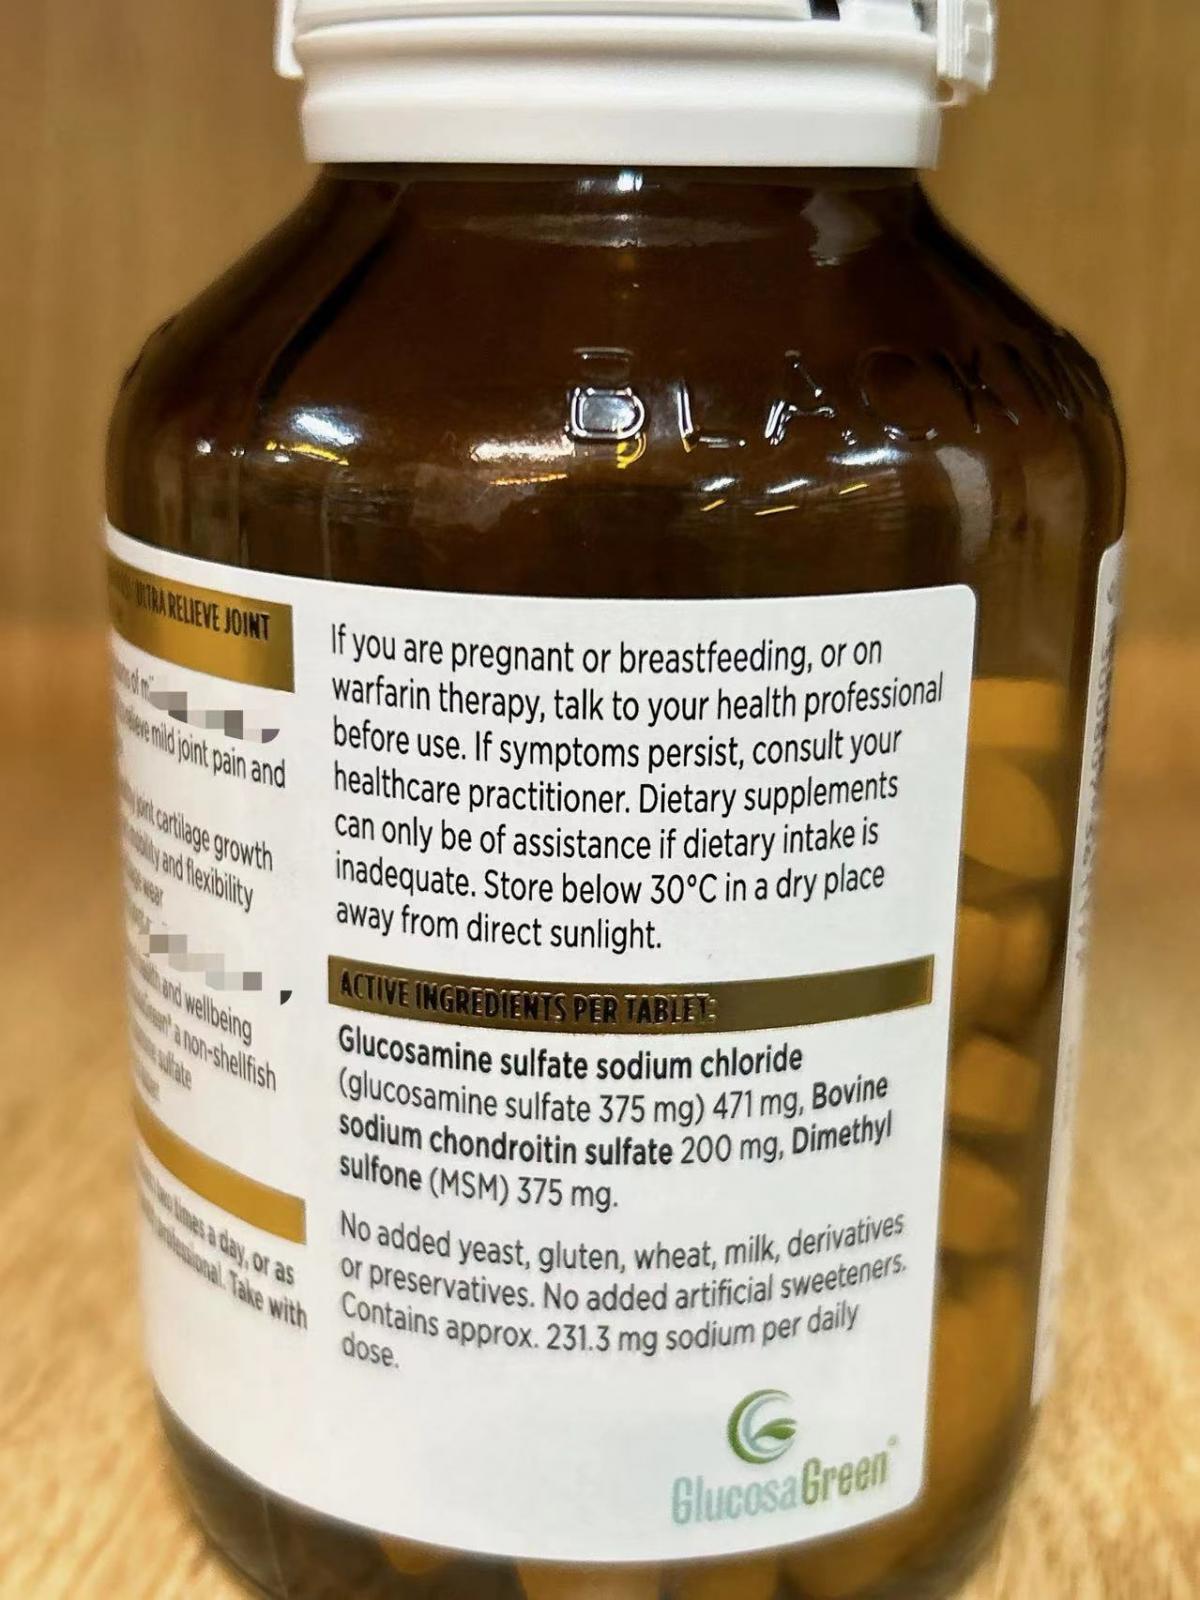 BLACK
ULTRA RELIEVE JOINT
relieve mild joint pain and
joint cartilage growth
mobility and flexibility
wear
and wellbeing
a non-shellfish
sulfate
times a day, or as
professional. Take with
If you are pregnant or breastfeeding, or on
warfarin therapy, talk to your health professional
before use. If symptoms persist, consult your
healthcare practitioner. Dietary supplements
can only be of assistance if dietary intake is
inadequate. Store below 30°C in a dry place
away from direct sunlight.
ACTIVE INGREDIENTS PER TABLET:
Glucosamine sulfate sodium chloride
(glucosamine sulfate 375 mg) 471 mg, Bovine
sodium chondroitin sulfate 200 mg, Dimethyl
sulfone (MSM) 375 mg.
No added yeast, gluten, wheat, milk, derivatives
or preservatives. No added artificial sweeteners.
Contains approx. 231.3 mg sodium per daily
dose.
GlucosaGreen®